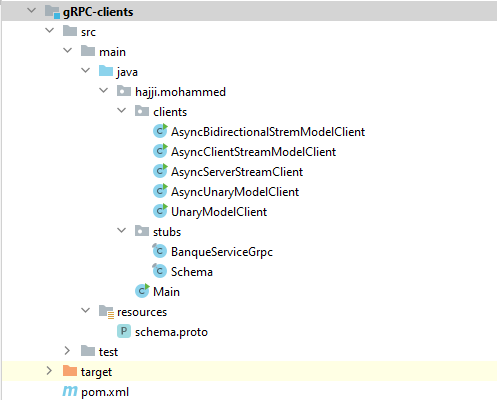 gRPC-clients
src
main
java
hajji.mohammed
clients
AsyncBidirectionalStremModelClient
AsyncClientStreamModelClient
AsyncServerStreamClient
AsyncUnaryModelClient
UnaryModelClient
stubs
BanqueServiceGrpc
Schema
Main
resources
schema.proto
test
target
pom.xml